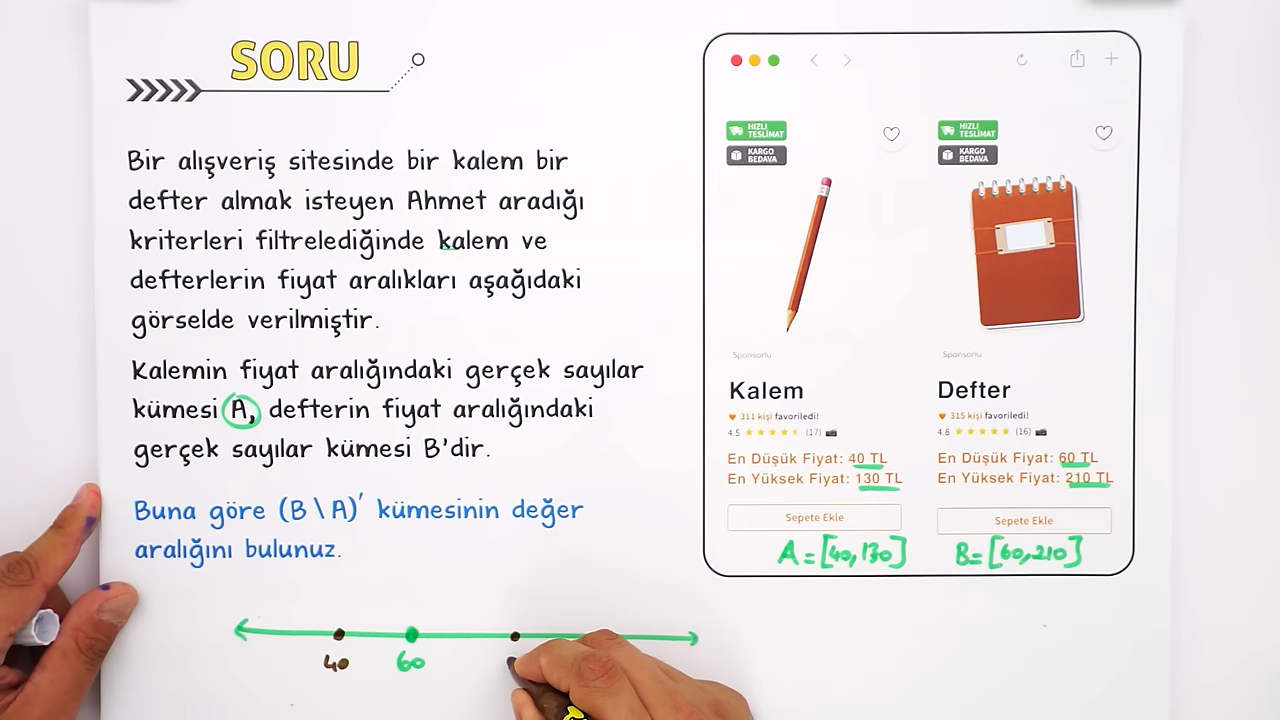 SORU
Bir alışveriş sitesinde bir kalem bir
defter almak isteyen Ahmet aradığı
kriterleri filtrelediğinde kalem ve
defterlerin fiyat aralıkları aşağıdaki
görselde verilmiştir.
Kalemin fiyat aralığındaki gerçek sayılar
kümesi A, defterin fiyat aralığındaki
gerçek sayılar kümesi B'dir.
Buna göre (B \ A)' kümesinin değer
aralığını bulunuz.
40 60
HIZLI
TESLİMAT
KARGO
BEDAVA
Sponsorlu
Kalem
311 kişi favoriledi!
4.5 (17)
En Düşük Fiyat: 40 TL
En Yüksek Fiyat: 130 TL
Sepete Ekle
A = [40,130]
HIZLI
TESLİMAT
KARGO
BEDAVA
Sponsorlu
Defter
315 kişi favoriledi!
4.8 (16)
En Düşük Fiyat: 60 TL
En Yüksek Fiyat: 210 TL
Sepete Ekle
B = [60,210]